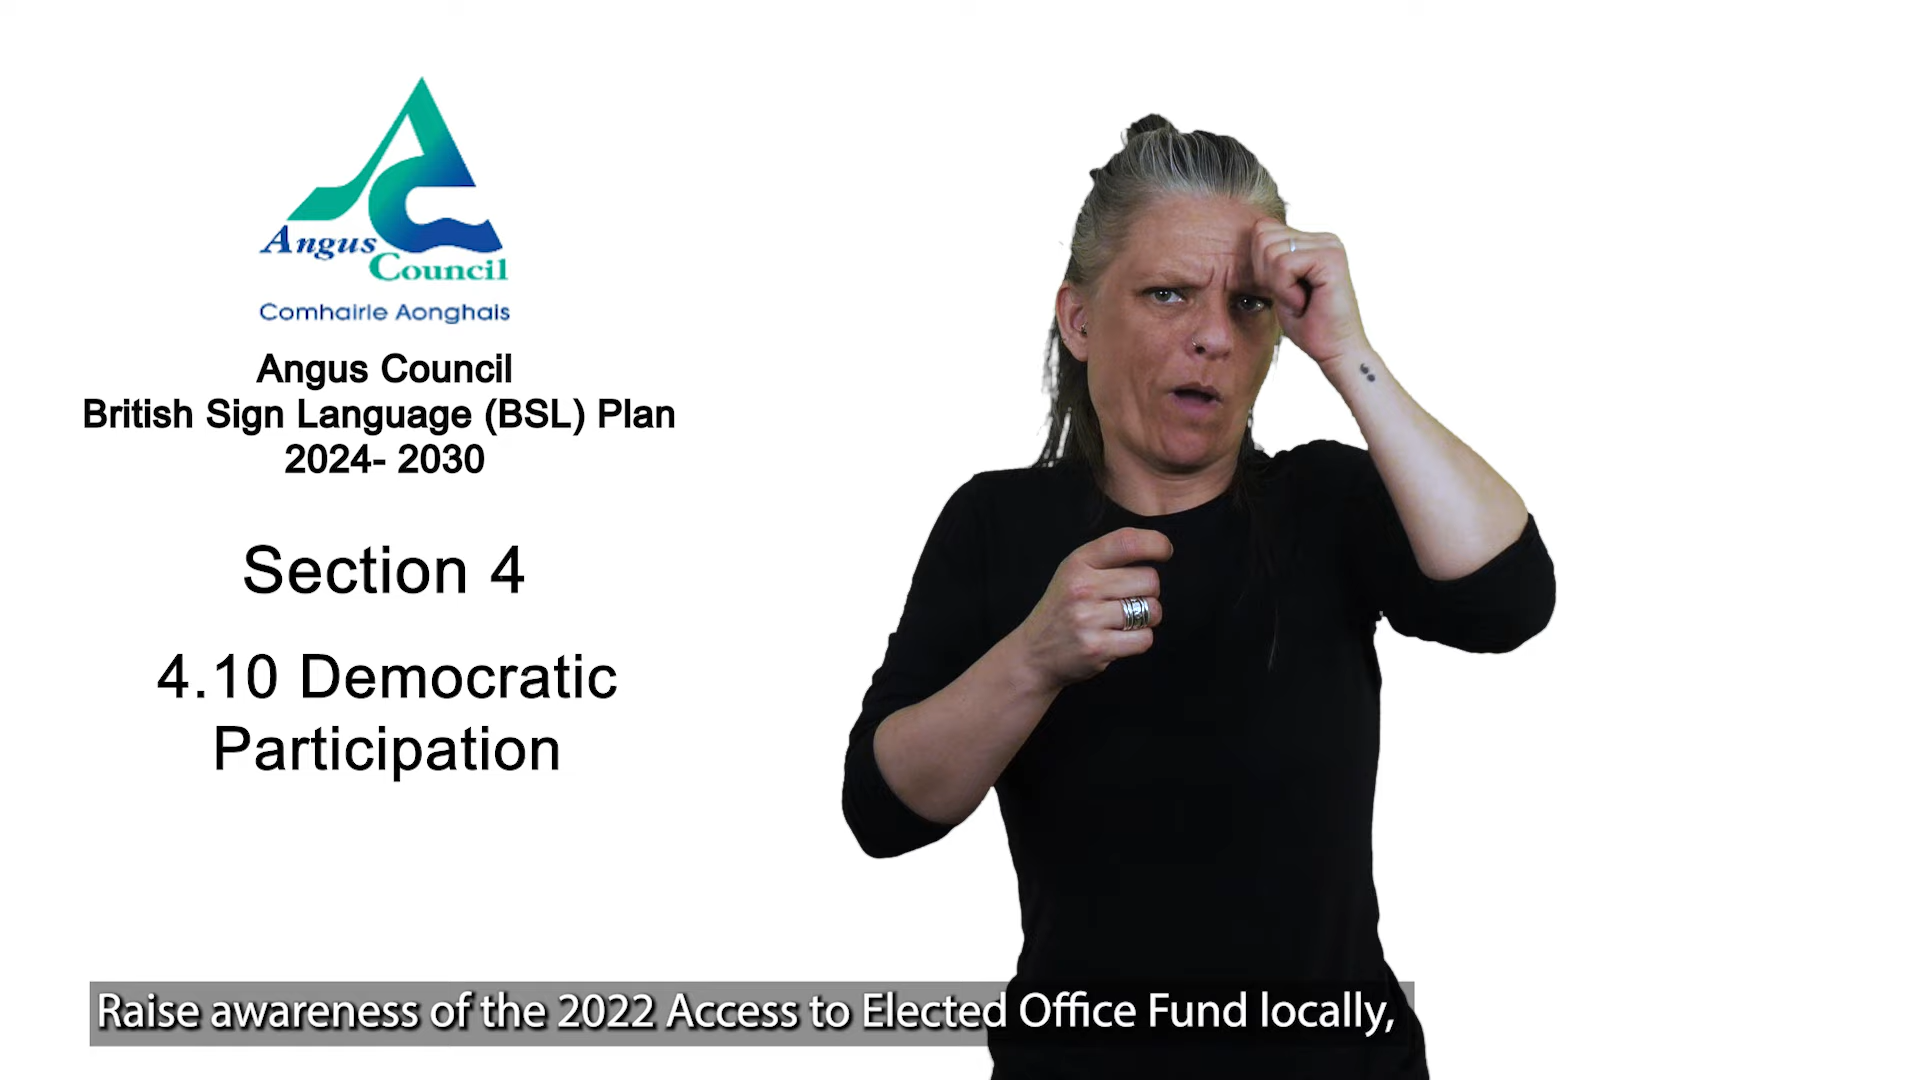 Angus
Council
Comhairle Aonghais
Angus Council
British Sign Language (BSL) Plan
2024- 2030
Section 4
4.10 Democratic
Participation
Raise awareness of the 2022 Access to Elected Office Fund locally,